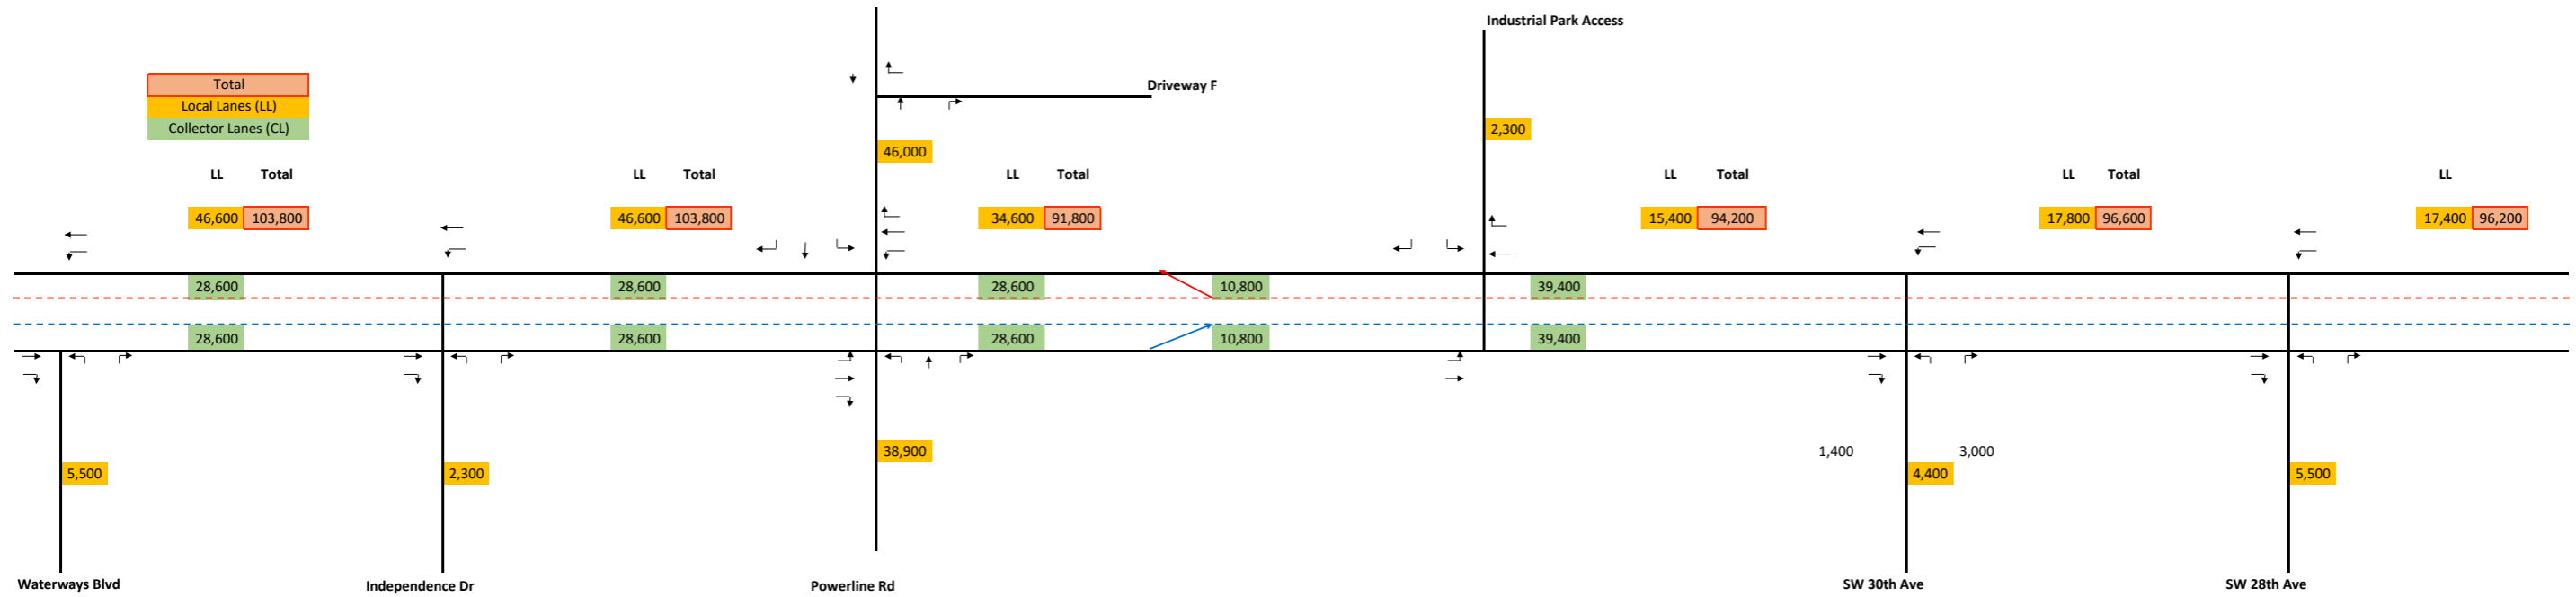 Industrial Park Access
Total
Local Lanes (LL)
Collector Lanes (CL)
Driveway F
2,300
46,000
LL Total
LL Total
LL Total
LL Total
LL Total
LL
46,600 103,800
46,600 103,800
34,600 91,800
15,400 94,200
17,800 96,600
17,400 96,200
28,600
28,600
28,600
10,800
39,400
28,600
28,600
28,600
10,800
39,400
38,900
1,400
3,000
5,500
2,300
4,400
5,500
Waterways Blvd
Independence Dr
Powerline Rd
SW 30th Ave
SW 28th Ave